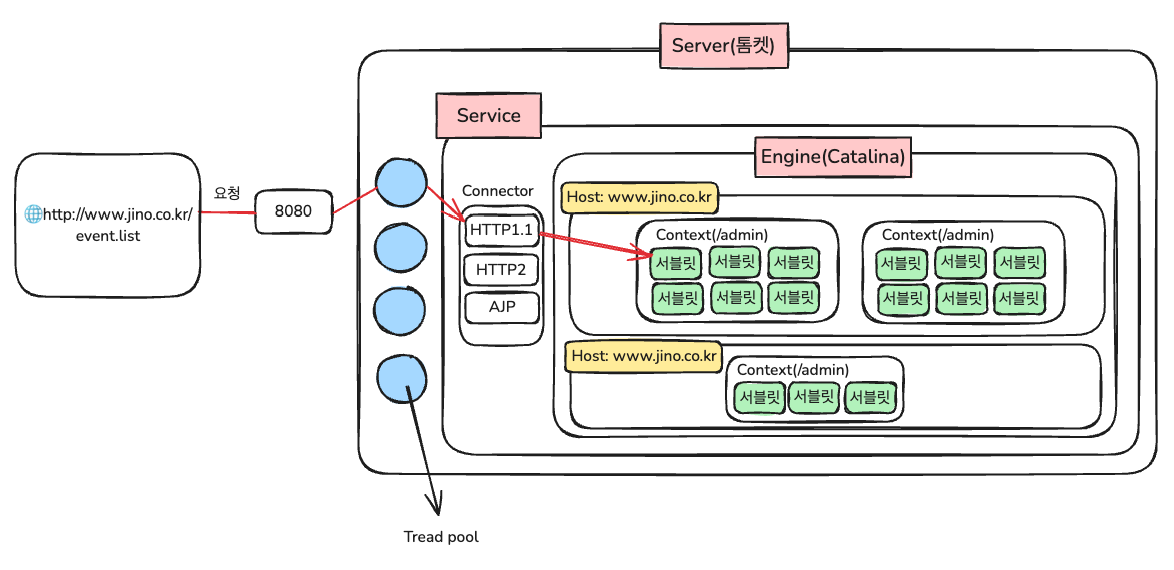 Server(톰켓)
Service
Engine(Catalina)
http://www.jino.co.kr/
event.list
요청
8080
Connector
HTTP1.1
HTTP2
AJP
Host: www.jino.co.kr
Context(/admin)
서블릿 서블릿 서블릿
서블릿 서블릿 서블릿
Context(/admin)
서블릿 서블릿 서블릿
서블릿 서블릿 서블릿
Host: www.jino.co.kr
Context(/admin)
서블릿 서블릿 서블릿
Tread pool